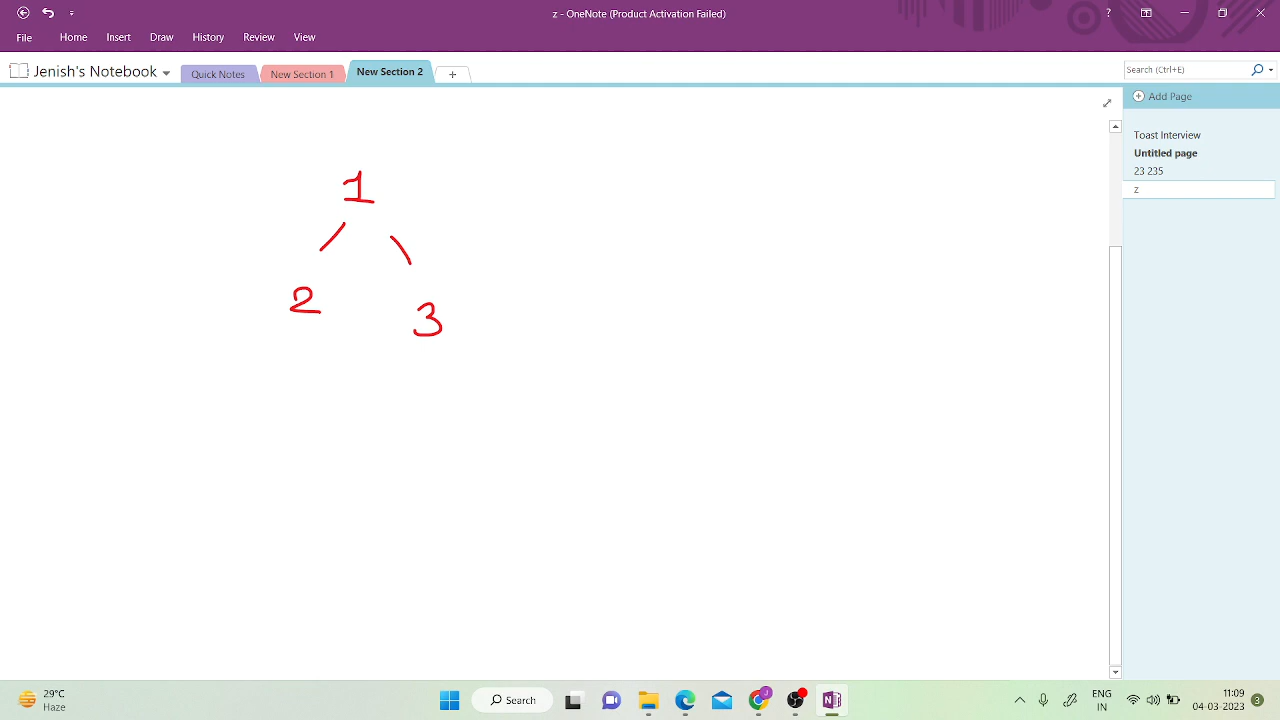 z - OneNote (Product Activation Failed)
?
File Home Insert Draw History Review View
Jenish's Notebook Quick Notes New Section 1 New Section 2 +
Search (Ctrl+E)
Add Page
Toast Interview
Untitled page
23 235
z
1
2
3
29°C
Haze
Search
J
N
ENG
IN
11:09
04-03-2023
3